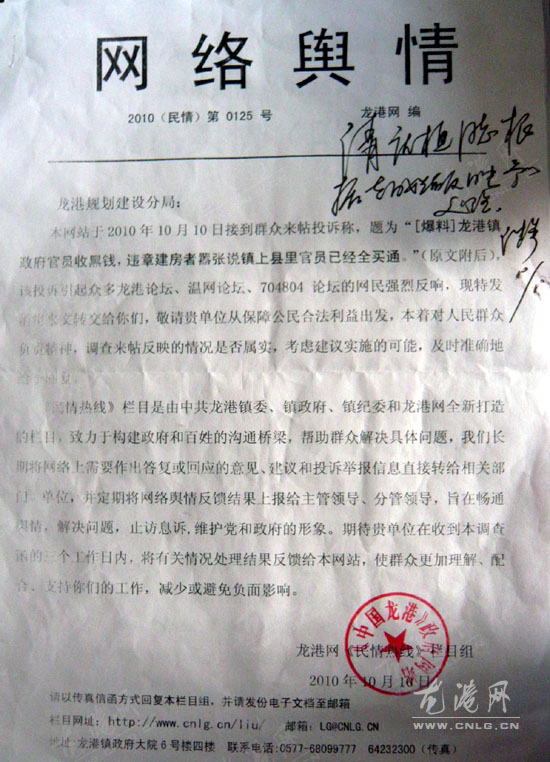 网络舆情
2010（民情）第 0125 号 龙港网 编
龙港规划建设分局：
本网站于 2010 年 10 月 10 日接到群众来帖投诉称，题为“[爆料]龙港镇
政府官员收黑钱，违章建房者嚣张说镇上县里官员已经全买通。”（原文附后），
该投诉引起众多龙港论坛、温网论坛、704804 论坛的网民强烈反响，现特发
来文转交给你们，敬请贵单位从保障公民合法利益出发，本着对人民群众
负责精神，调查来帖反映的情况是否属实，考虑建议实施的可能，及时准确地
给予回复。
《民情热线》栏目是由中共龙港镇委、镇政府、镇纪委和龙港网全新打造
的栏目，致力于构建政府和百姓的沟通桥梁，帮助群众解决具体问题，我们长
期将网络上需要作出答复或回应的意见、建议和投诉举报信息直接转给相关部
门、单位，并定期将网络舆情反馈结果上报给主管领导、分管领导，旨在畅通
舆情，解决问题，止访息诉,维护党和政府的形象。期待贵单位在收到本调查
函的三个工作日内，将有关情况处理结果反馈给本网站，使群众更加理解、配
合、支持你们的工作，减少或避免负面影响。
龙港网《民情热线》栏目组
2010 年 10 月 10 日
《中国龙港》政府网站
请以传真信函方式回复本栏目组，并请发份电子文档至邮箱
栏目网址：http://www.cnlg.cn/liu/ 邮箱：LG@CNLG.CN
地址:龙港镇政府大院 6 号楼四楼 联系电话:0577-68099777 64232300（传真）
龙港网
WWW.CNLG.CN